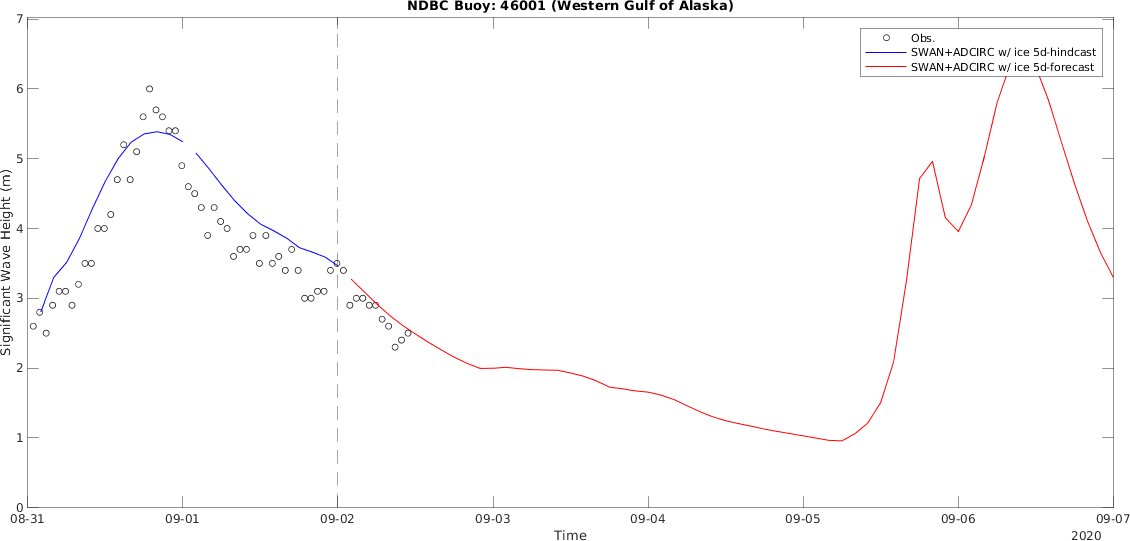 NDBC Buoy: 46001 (Western Gulf of Alaska)
Obs.
SWAN+ADCIRC w/ ice 5d-hindcast
SWAN+ADCIRC w/ ice 5d-forecast
Significant Wave Height (m)
7
6
5
4
3
2
1
0
08-31 09-01 09-02 09-03 09-04 09-05 09-06 09-07
Time
2020